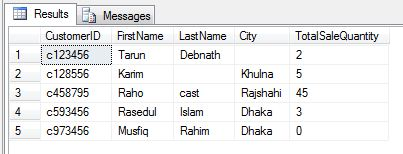 Results Messages
CustomerID FirstName LastName City TotalSaleQuantity
1 c123456 Tarun Debnath 2
2 c128556 Karim Khulna 5
3 c458795 Raho cast Rajshahi 45
4 c593456 Rasedul Islam Dhaka 3
5 c973456 Musfiq Rahim Dhaka 0